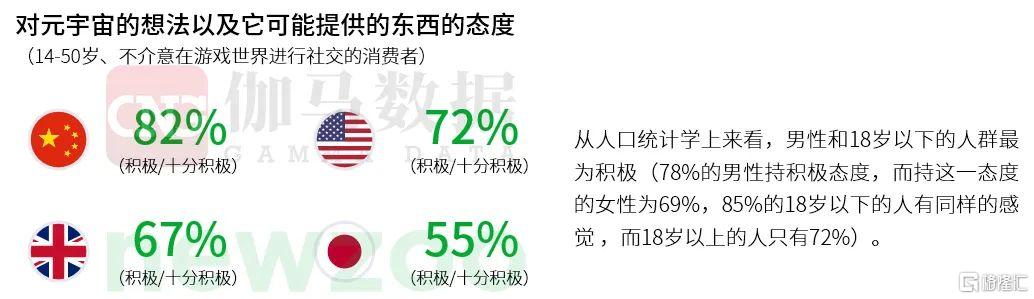 对元宇宙的想法以及它可能提供的东西的态度
（14-50岁、不介意在游戏世界进行社交的消费者）
CNG 伽马数据
GAMMA DATA
82%
(积极/十分积极)
72%
(积极/十分积极)
67%
(积极/十分积极)
55%
(积极/十分积极)
newzoo
从人口统计学上来看，男性和18岁以下的人群最
为积极（78%的男性持积极态度，而持这一态度
的女性为69%，85%的18岁以下的人有同样的感
觉 ，而18岁以上的人只有72%）。
格隆汇